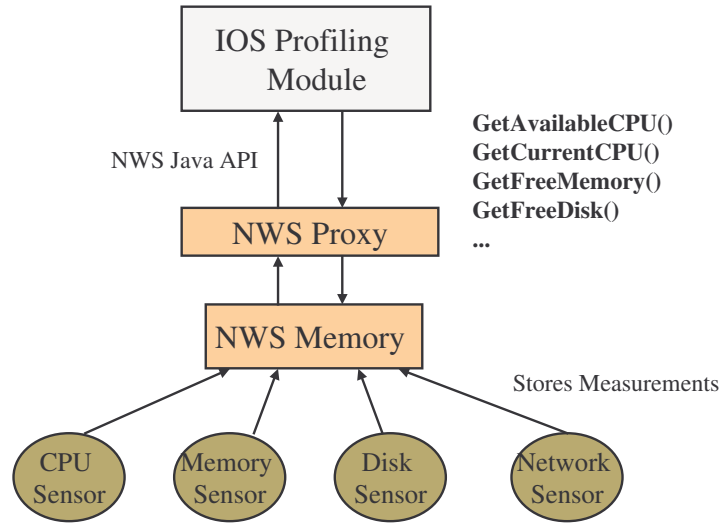 IOS Profiling
Module
NWS Java API
GetAvailableCPU()
GetCurrentCPU()
GetFreeMemory()
GetFreeDisk()
...
NWS Proxy
NWS Memory
Stores Measurements
CPU
Sensor
Memory
Sensor
Disk
Sensor
Network
Sensor